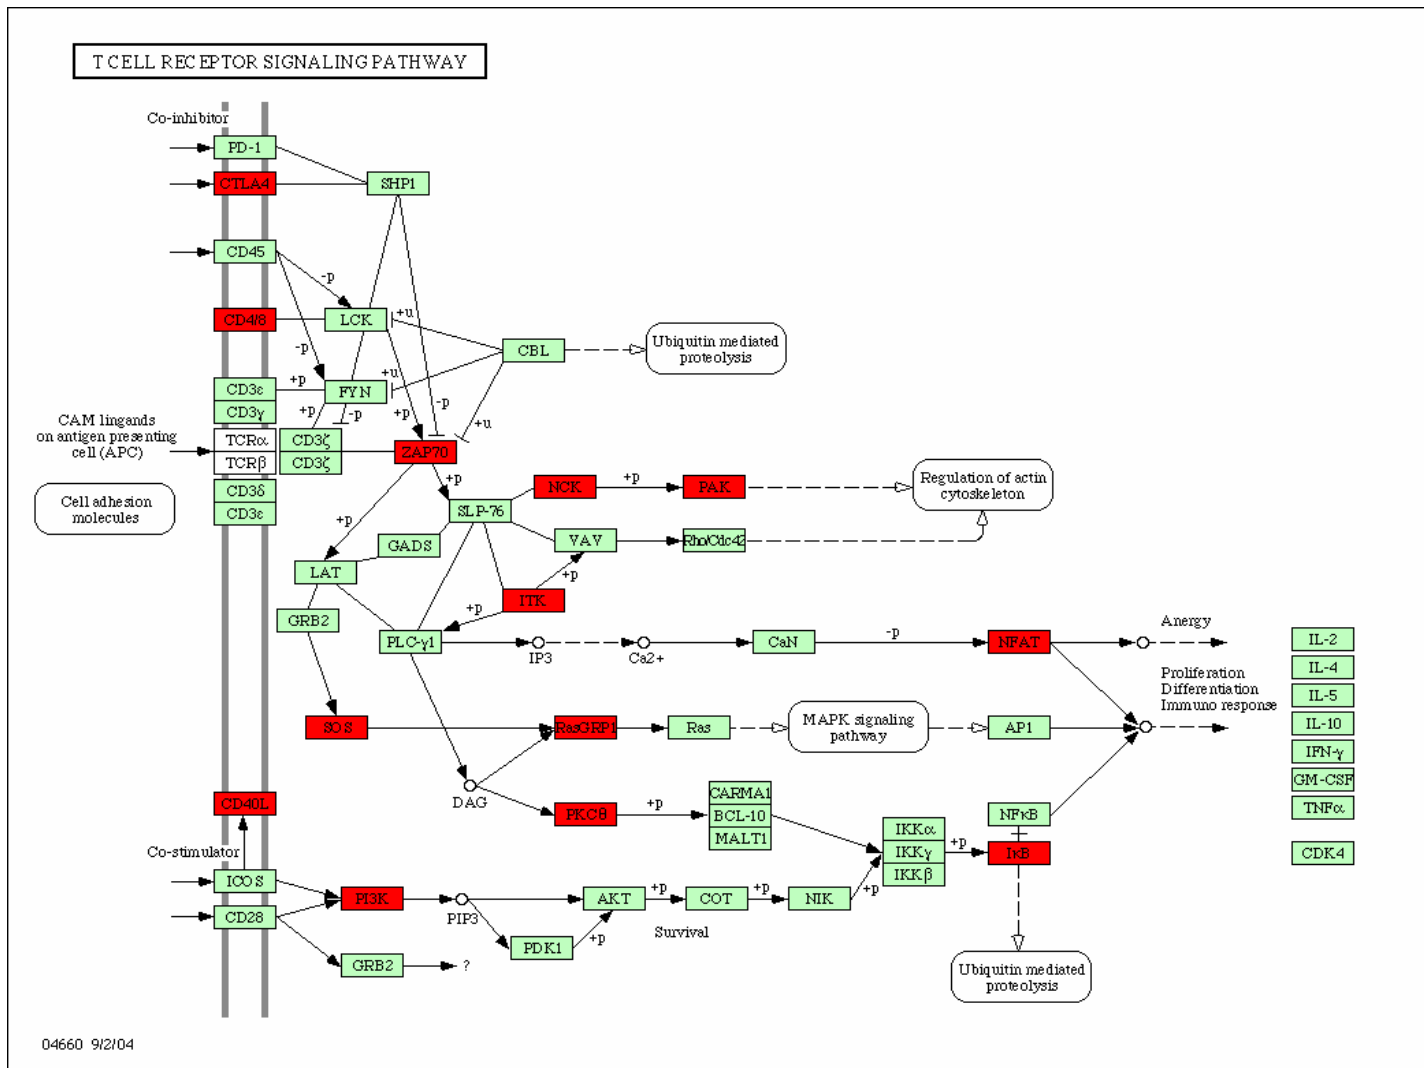 T CELL RECEPTOR SIGNALING PATHWAY
Co-inhibitor
PD-1
CTLA4
SHP1
CD45
-p
CD4/8
LCK
+u
CBL
Ubiquitin mediated
proteolysis
-p
CD3ε
+p
FYN
+u
CD3γ
+p
-p
+p
-p
+u
CAM lingands
on antigen presenting
cell (APC)
TCRα
TCRβ
CD3ζ
CD3ζ
ZAP70
+p
Cell adhesion
molecules
CD3δ
CD3ε
+p
SLP-76
NCK
+p
PAK
Regulation of actin
cytoskeleton
GADS
VAV
Rho/Cdc42
LAT
+p
ITK
GRB2
+p
PLC-γ1
IP3
Ca2+
CaN
-p
NFAT
Anergy
Proliferation
Differentiation
Immuno response
IL-2
IL-4
IL-5
IL-10
IFN-γ
GM-CSF
TNFα
CDK4
SOS
RasGRP1
Ras
MAPK signaling
pathway
AP1
DAG
CD40L
PKCθ
+p
CARMA1
BCL-10
MALT1
NFκB
IKKα
IKKγ
IKKβ
+p
IκB
Co-stimulator
ICOS
CD28
PI3K
PIP3
AKT
+p
COT
+p
NIK
+p
PDK1
+p
Survival
GRB2
?
Ubiquitin mediated
proteolysis
04660 9/2/04